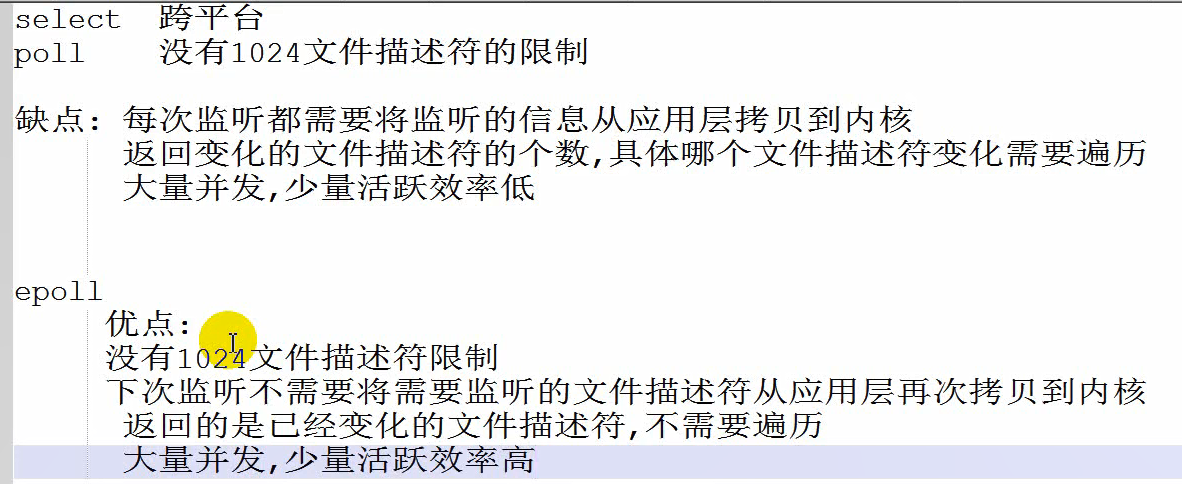 select 跨平台
poll 没有1024文件描述符的限制
缺点: 每次监听都需要将监听的信息从应用层拷贝到内核
返回变化的文件描述符的个数,具体哪个文件描述符变化需要遍历
大量并发,少量活跃效率低
epoll
优点:
没有1024文件描述符限制
下次监听不需要将需要监听的文件描述符从应用层再次拷贝到内核
返回的是已经变化的文件描述符,不需要遍历
大量并发,少量活跃效率高